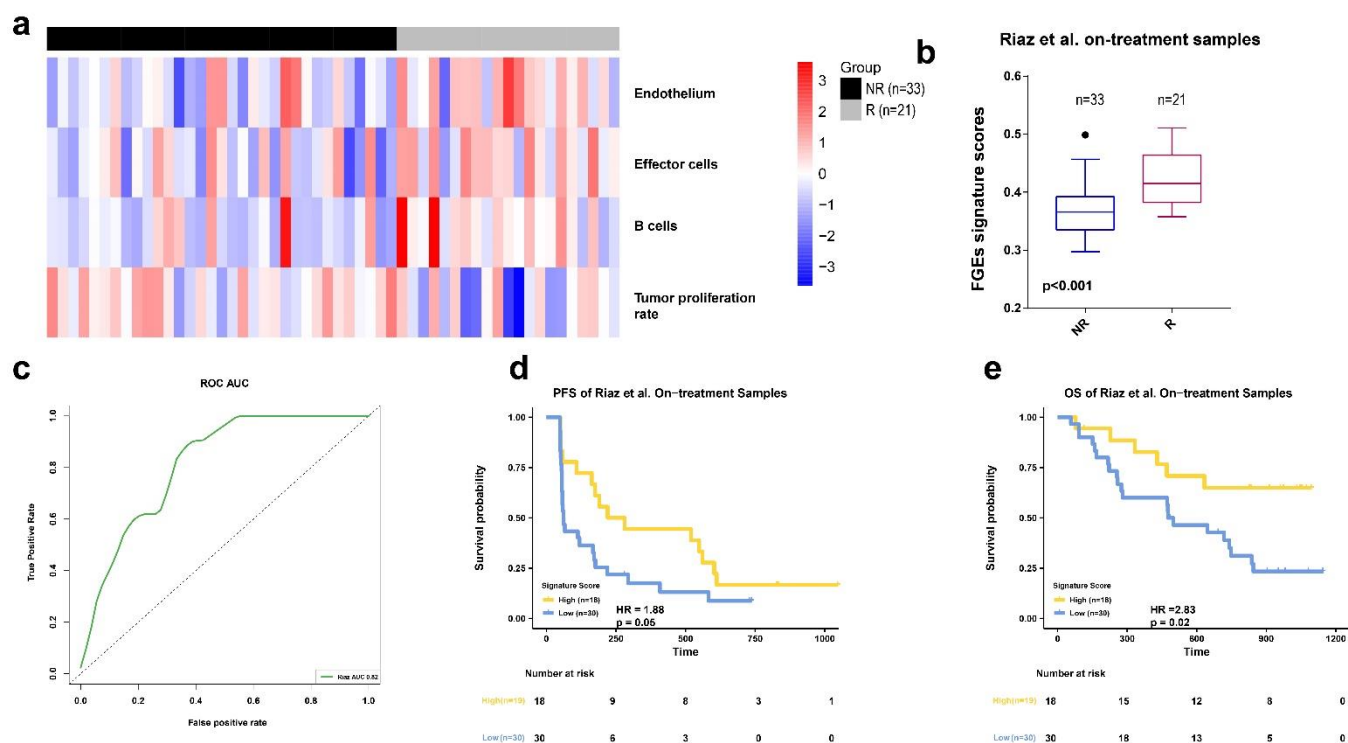 a
Endothelium
Effector cells
B cells
Tumor proliferation
rate
3
2
1
0
−1
−2
−3
Group
NR (n=33)
R (n=21)
b
Riaz et al. on-treatment samples
FGEs signature scores
0.6
0.5
0.4
0.3
0.2
n=33
n=21
p<0.001
NR
R
c
ROC AUC
True Positive Rate
1.0
0.8
0.6
0.4
0.2
0.0
0.0 0.2 0.4 0.6 0.8 1.0
False positive rate
Riaz AUC 0.82
d
PFS of Riaz et al. On−treatment Samples
Survival probability
1.00
0.75
0.50
0.25
0.00
Signature Score
High (n=18)
Low (n=30)
HR = 1.88
p = 0.06
0 250 500 750 1000
Time
Number at risk
High(n=19) 18 9 8 3 1
Low(n=30) 30 6 3 0 0
e
OS of Riaz et al. On−treatment Samples
Survival probability
1.00
0.75
0.50
0.25
0.00
Signature Score
High (n=18)
Low (n=30)
HR =2.83
p = 0.02
0 300 600 900 1200
Time
Number at risk
High(n=19) 18 15 12 8 0
Low(n=30) 30 18 13 5 0